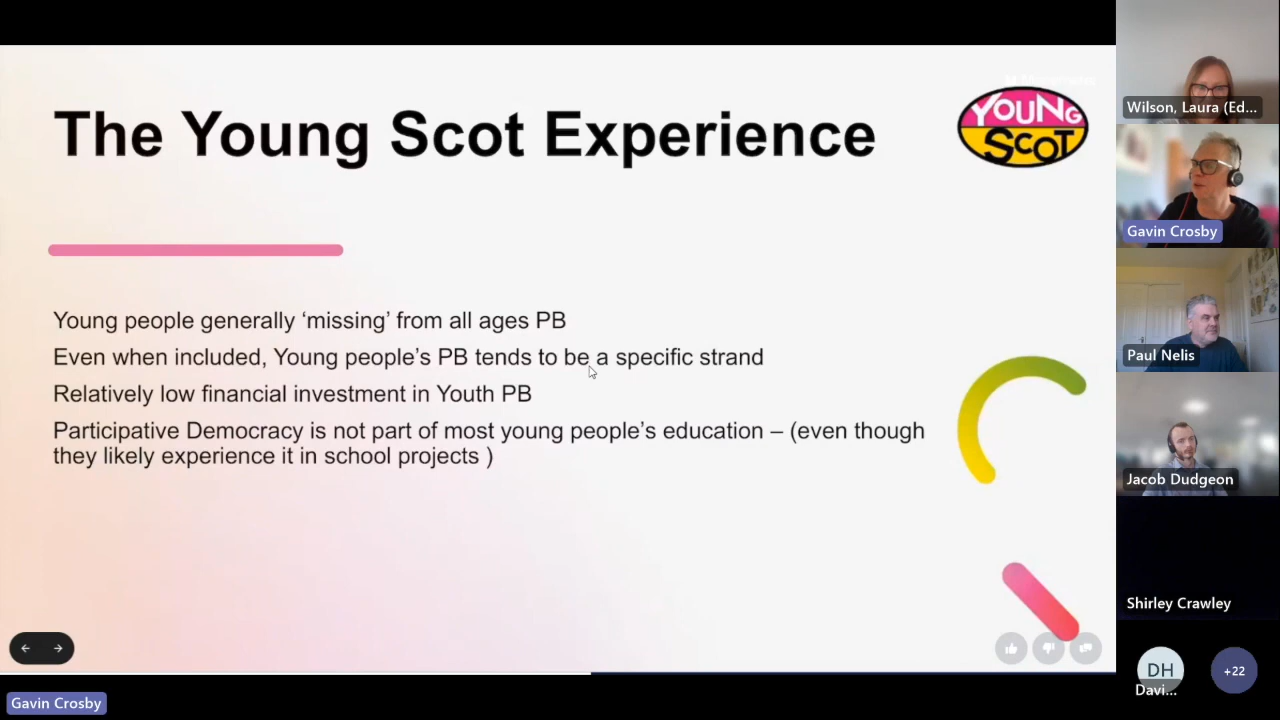 The Young Scot Experience
YOUNG
SCOT
Young people generally ‘missing’ from all ages PB
Even when included, Young people’s PB tends to be a specific strand
Relatively low financial investment in Youth PB
Participative Democracy is not part of most young people’s education – (even though
they likely experience it in school projects )
Gavin Crosby
Wilson, Laura (Ed...
Gavin Crosby
Paul Nelis
Jacob Dudgeon
Shirley Crawley
DH
Davi...
+22